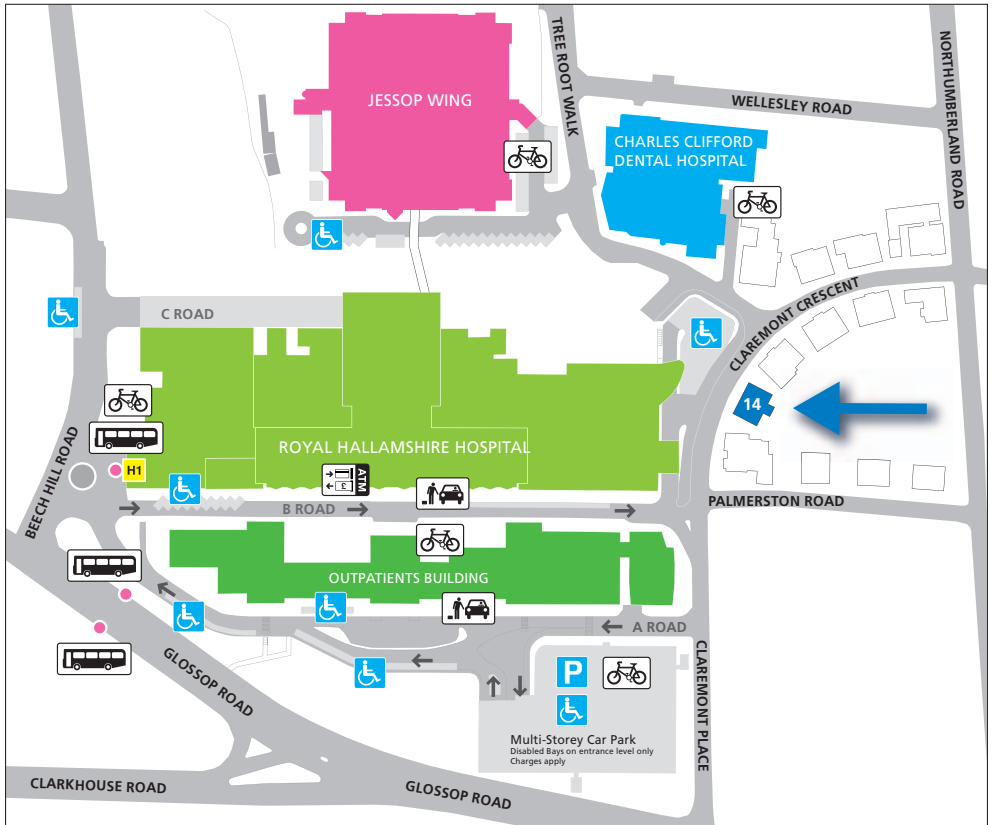 TREE ROOT WALK
NORTHUMBERLAND ROAD
JESSOP WING
WELLESLEY ROAD
CHARLES CLIFFORD
DENTAL HOSPITAL
C ROAD
CLAREMONT CRESCENT
14
BEECH HILL ROAD
ROYAL HALLAMSHIRE HOSPITAL
H1
ATM
£
B ROAD
PALMERSTON ROAD
OUTPATIENTS BUILDING
A ROAD
GLOSSOP ROAD
P
CLAREMONT PLACE
Multi-Storey Car Park
Disabled Bays on entrance level only
Charges apply
CLARKHOUSE ROAD
GLOSSOP ROAD